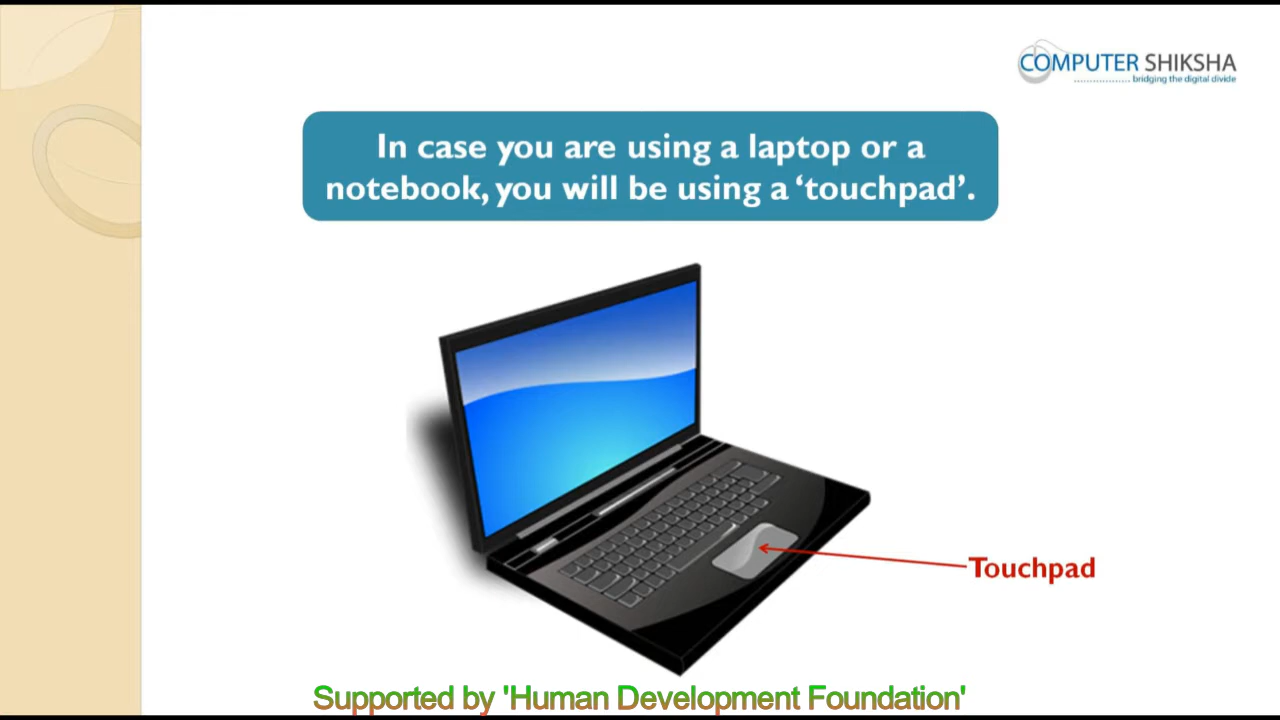 COMPUTER SHIKSHA
bridging the digital divide
In case you are using a laptop or a
notebook, you will be using a ‘touchpad’.
Touchpad
Supported by 'Human Development Foundation'